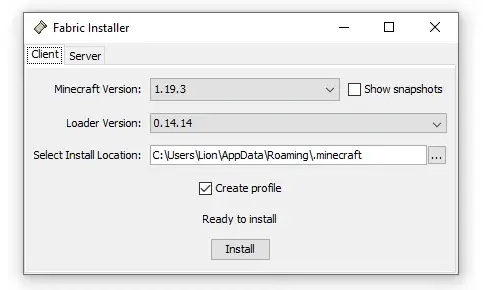 Fabric Installer
Client Server
Minecraft Version: 1.19.3 Show snapshots
Loader Version: 0.14.14
Select Install Location: C:\Users\Lion\AppData\Roaming\.minecraft ...
Create profile
Ready to install
Install